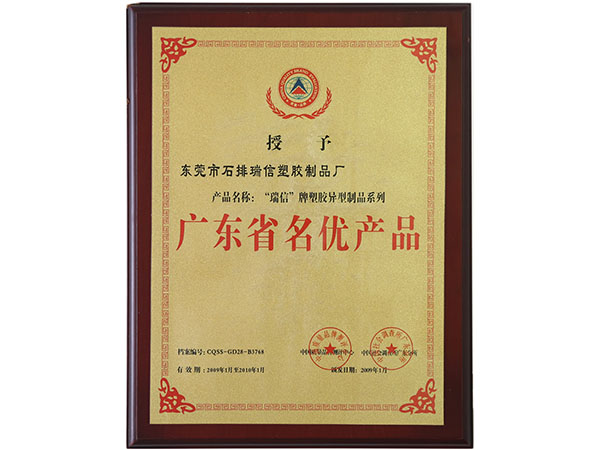 授予
东莞市石排瑞信塑胶制品厂
产品名称：“瑞信”牌塑胶异型制品系列
广东省名优产品
档案编号：CQSS-GD28-B3768
有效期：2009年1月至2010年1月
颁发日期：2009年1月